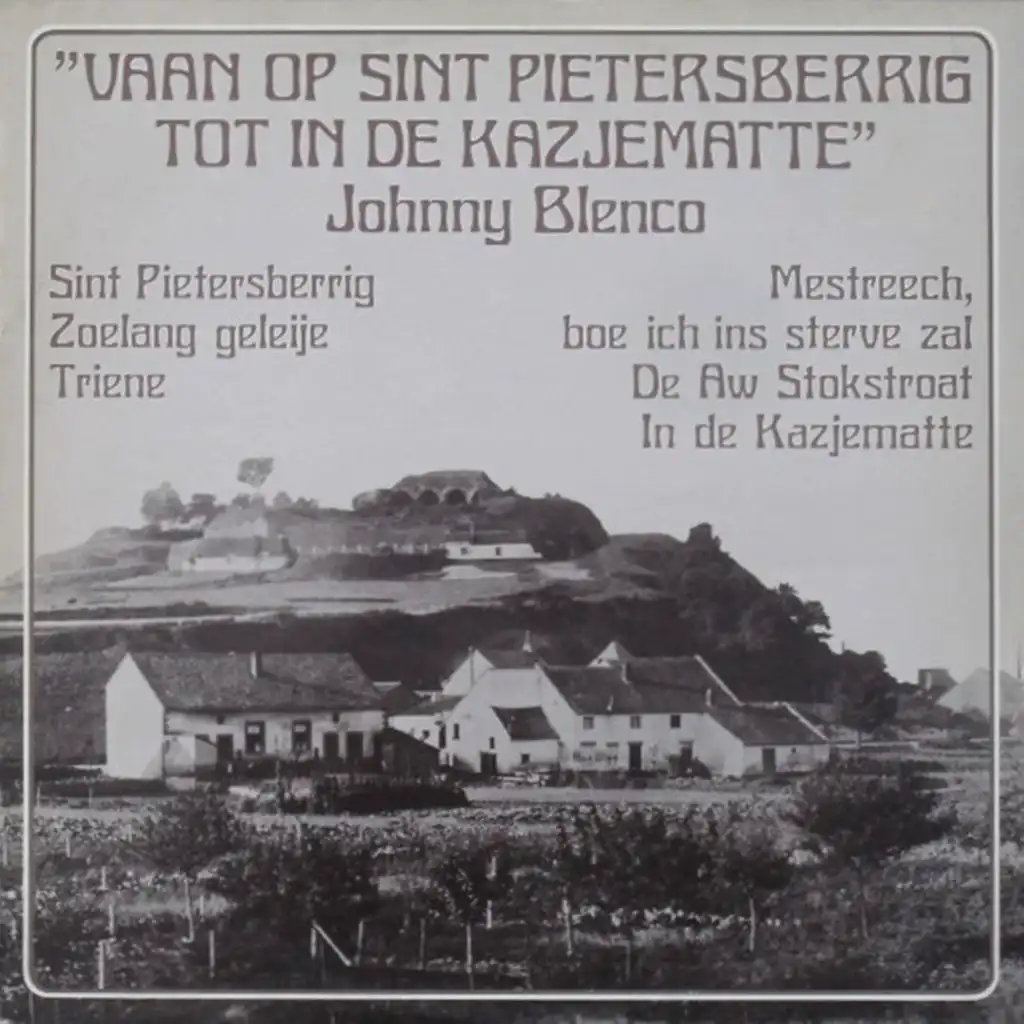 "VAAN OP SINT PIETERSBERRIG
TOT IN DE KAZJEMATTE"
Johnny Blenco
Sint Pietersberrig
Zoelang geleije
Triene
Mestreech,
boe ich ins sterve zal
De Aw Stokstroat
In de Kazjematte